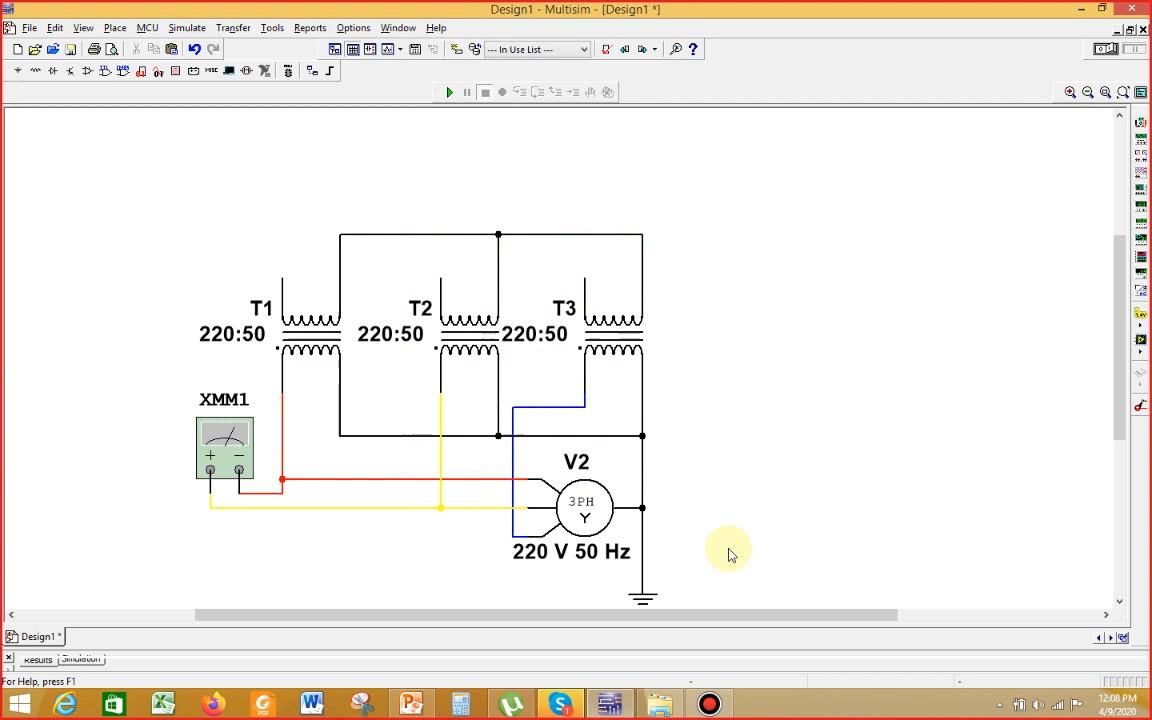 Design1 - Multisim - [Design1 *]
File Edit View Place MCU Simulate Transfer Tools Reports Options Window Help
--- In Use List ---
T1
220:50
T2
220:50
T3
220:50
XMM1
+ −
V2
3PH
Y
220 V 50 Hz
Design1 *
Results Simulation
For Help, press F1
- - -
12:08 PM
4/9/2020